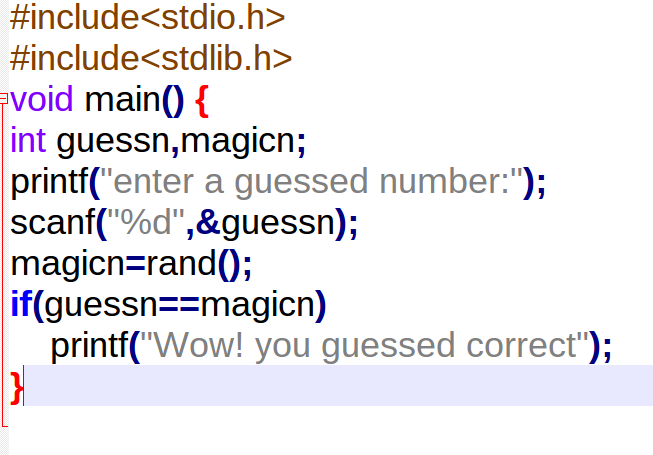 #include<stdio.h>
#include<stdlib.h>
void main() {
int guessn,magicn;
printf("enter a guessed number:");
scanf("%d",&guessn);
magicn=rand();
if(guessn==magicn)
    printf("Wow! you guessed correct");
}